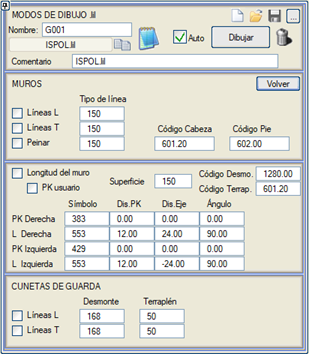 MODOS DE DIBUJO .lil
Nombre: G001
ISPOL.lil
Auto
Dibujar
...
Comentario ISPOL.lil
MUROS
Volver
Tipo de línea
Líneas L 150
Líneas T 150
Peinar 150
Código Cabeza Código Pie
601.20 602.00
Longitud del muro
PK usuario
Superficie 150
Código Desmo. 1280.00
Código Terrap. 601.20
Símbolo Dis.PK Dis.Eje Ángulo
PK Derecha 383 0.00 0.00 0.00
L Derecha 553 12.00 24.00 90.00
PK Izquierda 429 0.00 0.00 0.00
L Izquierda 553 12.00 -24.00 90.00
CUNETAS DE GUARDA
Desmonte Terraplén
Líneas L 168 50
Líneas T 168 50